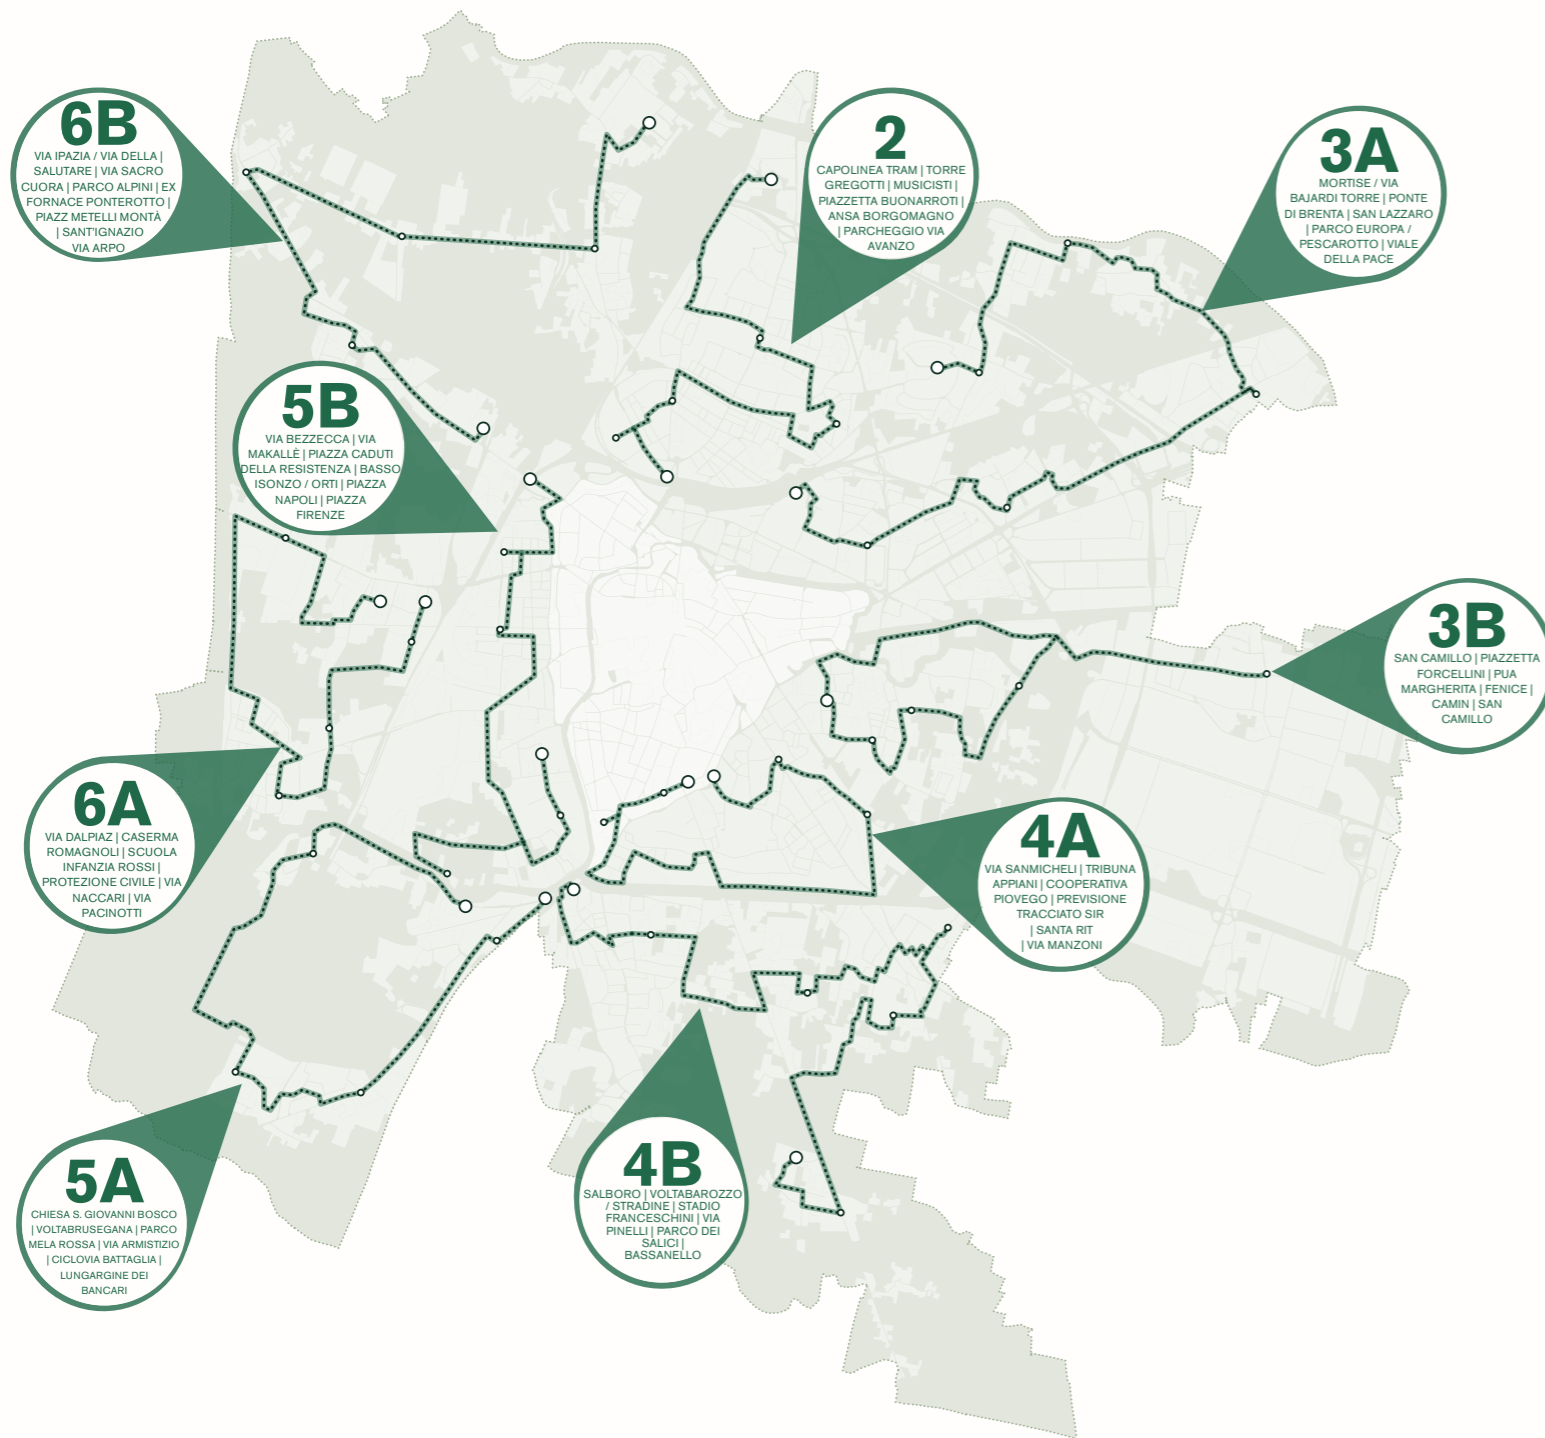 6B
VIA IPAZIA / VIA DELLA |
SALUTARE | VIA SACRO
CUORA | PARCO ALPINI | EX
FORNACE PONTEROTTO |
PIAZZ METELLI MONTÀ
| SANT'IGNAZIO
VIA ARPO
2
CAPOLINEA TRAM | TORRE
GREGOTTI | MUSICISTI |
PIAZZETTA BUONARROTI |
ANSA BORGOMAGNO
| PARCHEGGIO VIA
AVANZO
3A
MORTISE / VIA
BAJARDI TORRE | PONTE
DI BRENTA | SAN LAZZARO
| PARCO EUROPA /
PESCAROTTO | VIALE
DELLA PACE
5B
VIA BEZZECCA | VIA
MAKALLÈ | PIAZZA CADUTI
DELLA RESISTENZA | BASSO
ISONZO / ORTI | PIAZZA
NAPOLI | PIAZZA
FIRENZE
3B
SAN CAMILLO | PIAZZETTA
FORCELLINI | PUA
MARGHERITA | FENICE |
CAMIN | SAN
CAMILLO
6A
VIA DALPIAZ | CASERMA
ROMAGNOLI | SCUOLA
INFANZIA ROSSI |
PROTEZIONE CIVILE | VIA
NACCARI | VIA
PACINOTTI
4A
VIA SANMICHELI | TRIBUNA
APPIANI | COOPERATIVA
PIOVEGO | PREVISIONE
TRACCIATO SIR
| SANTA RIT
| VIA MANZONI
5A
CHIESA S. GIOVANNI BOSCO
| VOLTABRUSEGANA | PARCO
MELA ROSSA | VIA ARMISTIZIO
| CICLOVIA BATTAGLIA |
LUNGARGINE DEI
BANCARI
4B
SALBORO | VOLTABAROZZO
/ STRADINE | STADIO
FRANCESCHINI | VIA
PINELLI | PARCO DEI
SALICI |
BASSANELLO